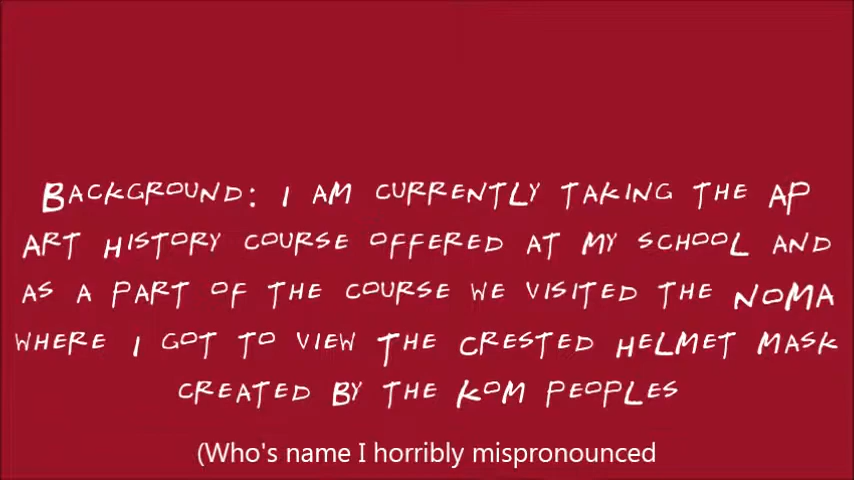 BACKGROUND: I AM CURRENTLY TAKING THE AP
ART HISTORY COURSE OFFERED AT MY SCHOOL AND
AS A PART OF THE COURSE WE VISITED THE NOMA
WHERE I GOT TO VIEW THE CRESTED HELMET MASK
CREATED BY THE KOM PEOPLES
(Who's name I horribly mispronounced